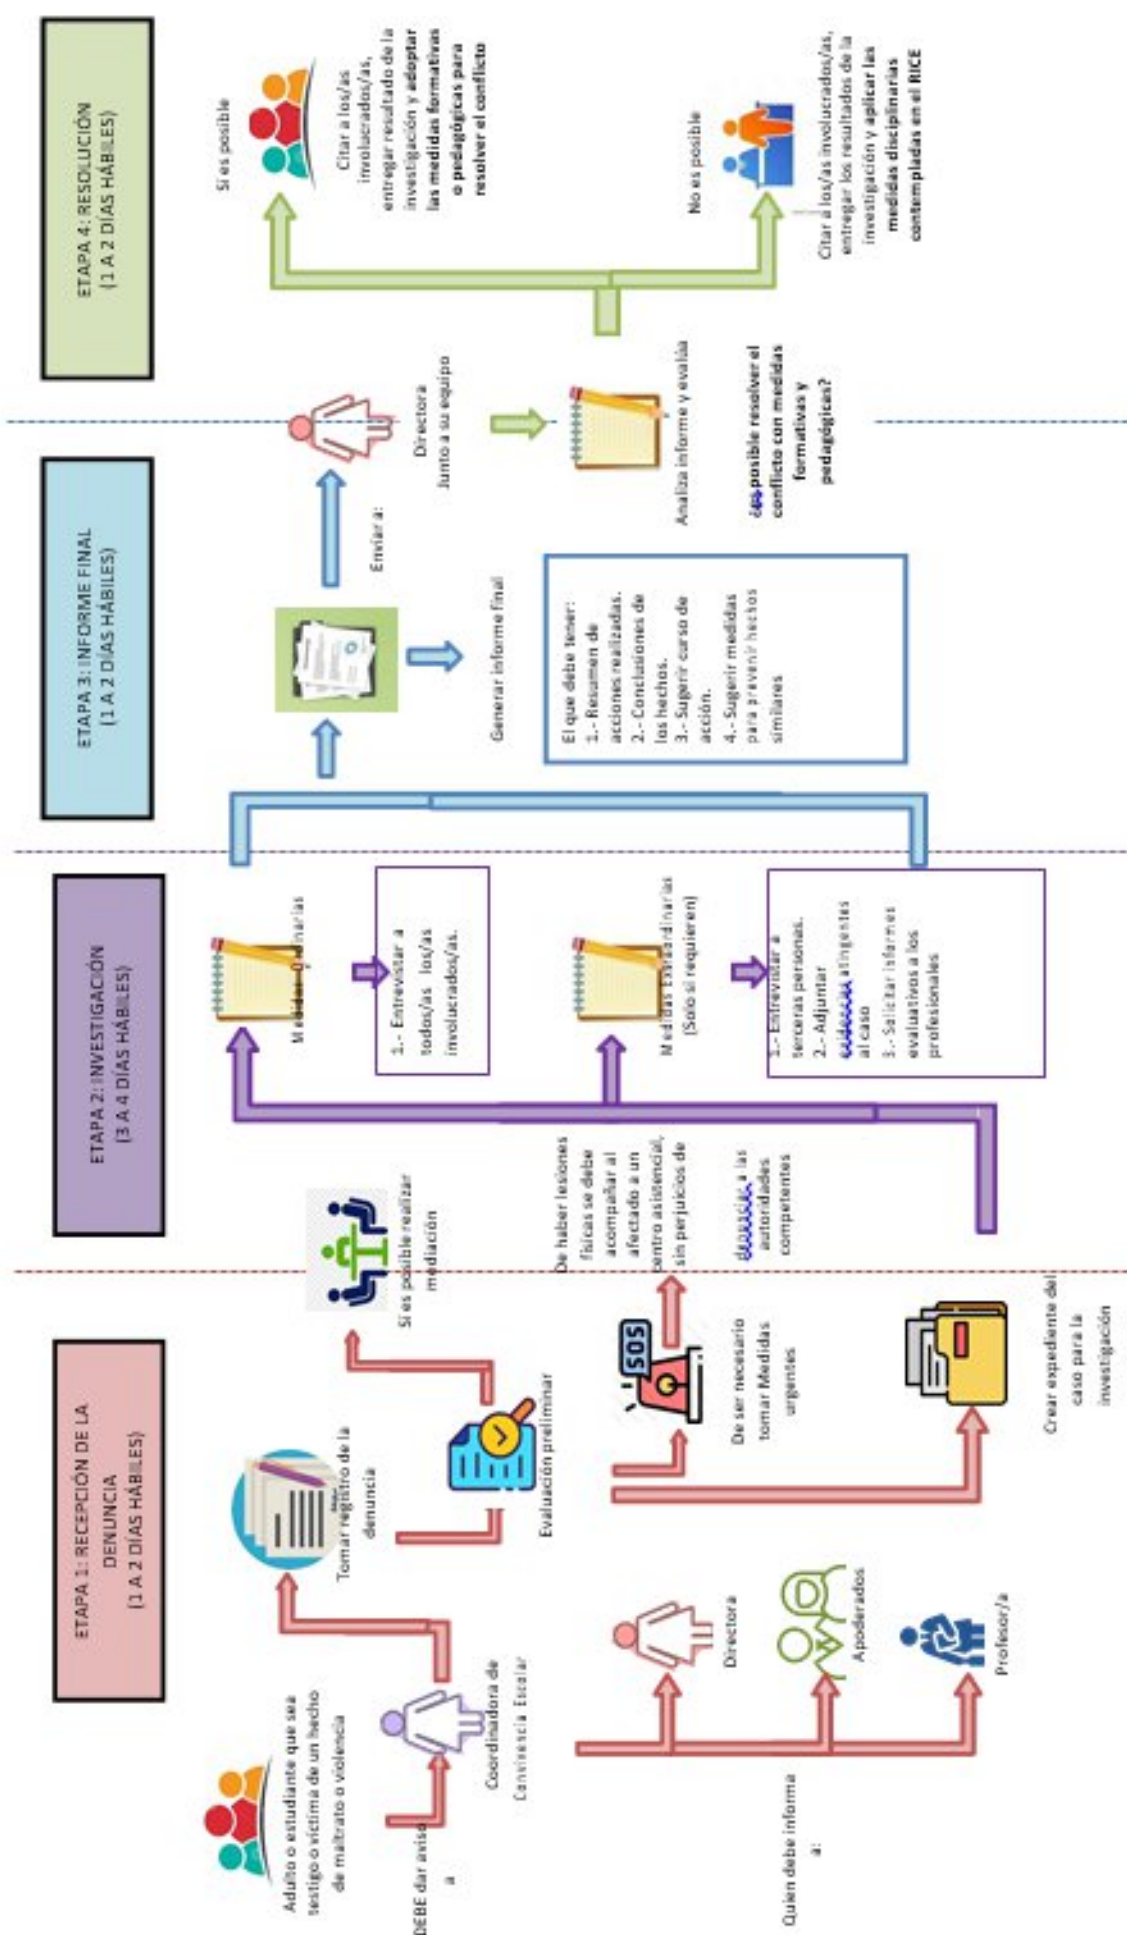 ETAPA 1: RECEPCIÓN DE LA
DENUNCIA
(1 A 2 DÍAS HÁBILES)
Adulto o estudiante que sea
testigo o víctima de un hecho
de maltrato o violencia
DEBE dar aviso
a
Coordinadora de
Convivencia Escolar
Quien debe informa
a:
Directora
Apoderados
Profesor/a
Tomar registro de la
denuncia
Evaluación preliminar
Si es posible realizar
mediación
De ser necesario
tomar Medidas
urgentes
De haber lesiones
físicas se debe
acompañar al
afectado a un
centro asistencial,
sin perjuicios de
denunciar a las
autoridades
competentes
SOS
Crear expediente del
caso para la
investigación
ETAPA 2: INVESTIGACIÓN
(3 A 4 DÍAS HÁBILES)
Medidas Ordinarias
1.- Entrevistar a
todos/as los/as
involucrados/as.
Medidas Extraordinarias
(Solo si requieren)
1.- Entrevistar a
terceras personas.
2.- Adjuntar
evidencias atingentes
al caso
3.- Solicitar informes
evaluativos a los
profesionales
ETAPA 3: INFORME FINAL
(1 A 2 DÍAS HÁBILES)
Generar informe final
El que debe tener:
1.- Resumen de
acciones realizadas.
2.- Conclusiones de
los hechos.
3.- Sugerir curso de
acción.
4.- Sugerir medidas
para prevenir hechos
similares
Enviar a:
Directora
Junto a su equipo
Analiza informe y evalúa
¿es posible resolver el
conflicto con medidas
formativas y
pedagógicas?
ETAPA 4: RESOLUCIÓN
(1 A 2 DÍAS HÁBILES)
Si es posible
Citar a los/as
involucrados/as,
entregar resultado de la
investigación y adoptar
las medidas formativas
o pedagógicas para
resolver el conflicto
No es posible
Citar a los/as involucrados/as,
entregar los resultados de la
investigación y aplicar las
medidas disciplinarias
contempladas en el RICE